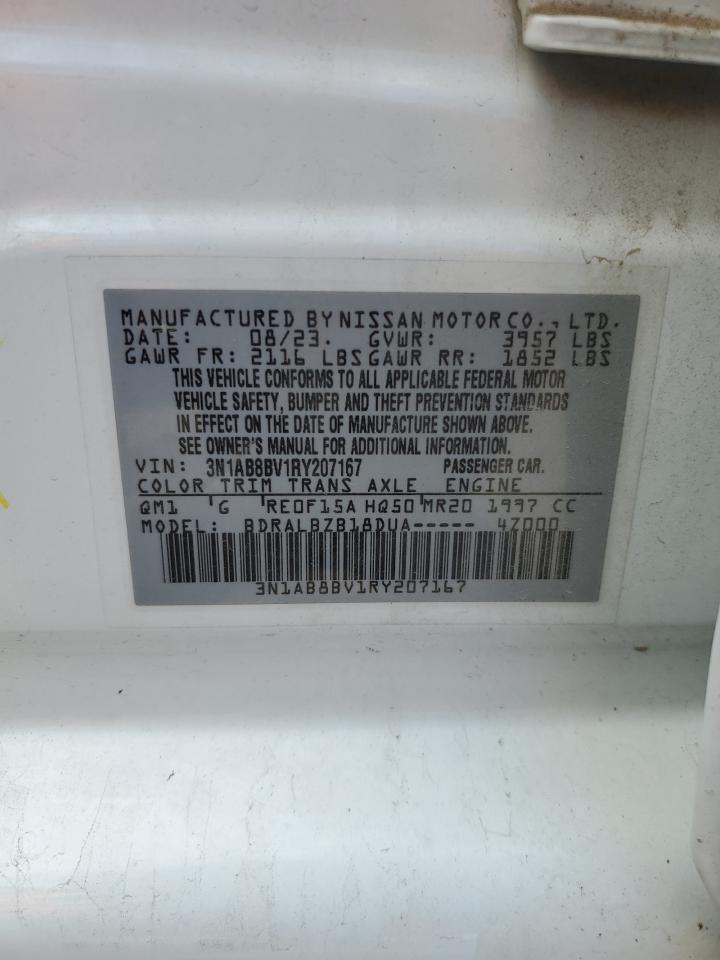 MANUFACTURED BY NISSAN MOTOR CO., LTD.
DATE: 08/23. GVWR: 3957 LBS
GAWR FR: 2116 LBS GAWR RR: 1852 LBS
THIS VEHICLE CONFORMS TO ALL APPLICABLE FEDERAL MOTOR
VEHICLE SAFETY, BUMPER AND THEFT PREVENTION STANDARDS
IN EFFECT ON THE DATE OF MANUFACTURE SHOWN ABOVE.
SEE OWNER'S MANUAL FOR ADDITIONAL INFORMATION.
VIN: 3N1AB8BV1RY207167 PASSENGER CAR.
COLOR TRIM TRANS AXLE ENGINE
QM1 'G RE0F15A HQ50 MR20 1997 CC
MODEL: BDRALBZB18DUA----- 4Z000
3N1AB8BV1RY207167